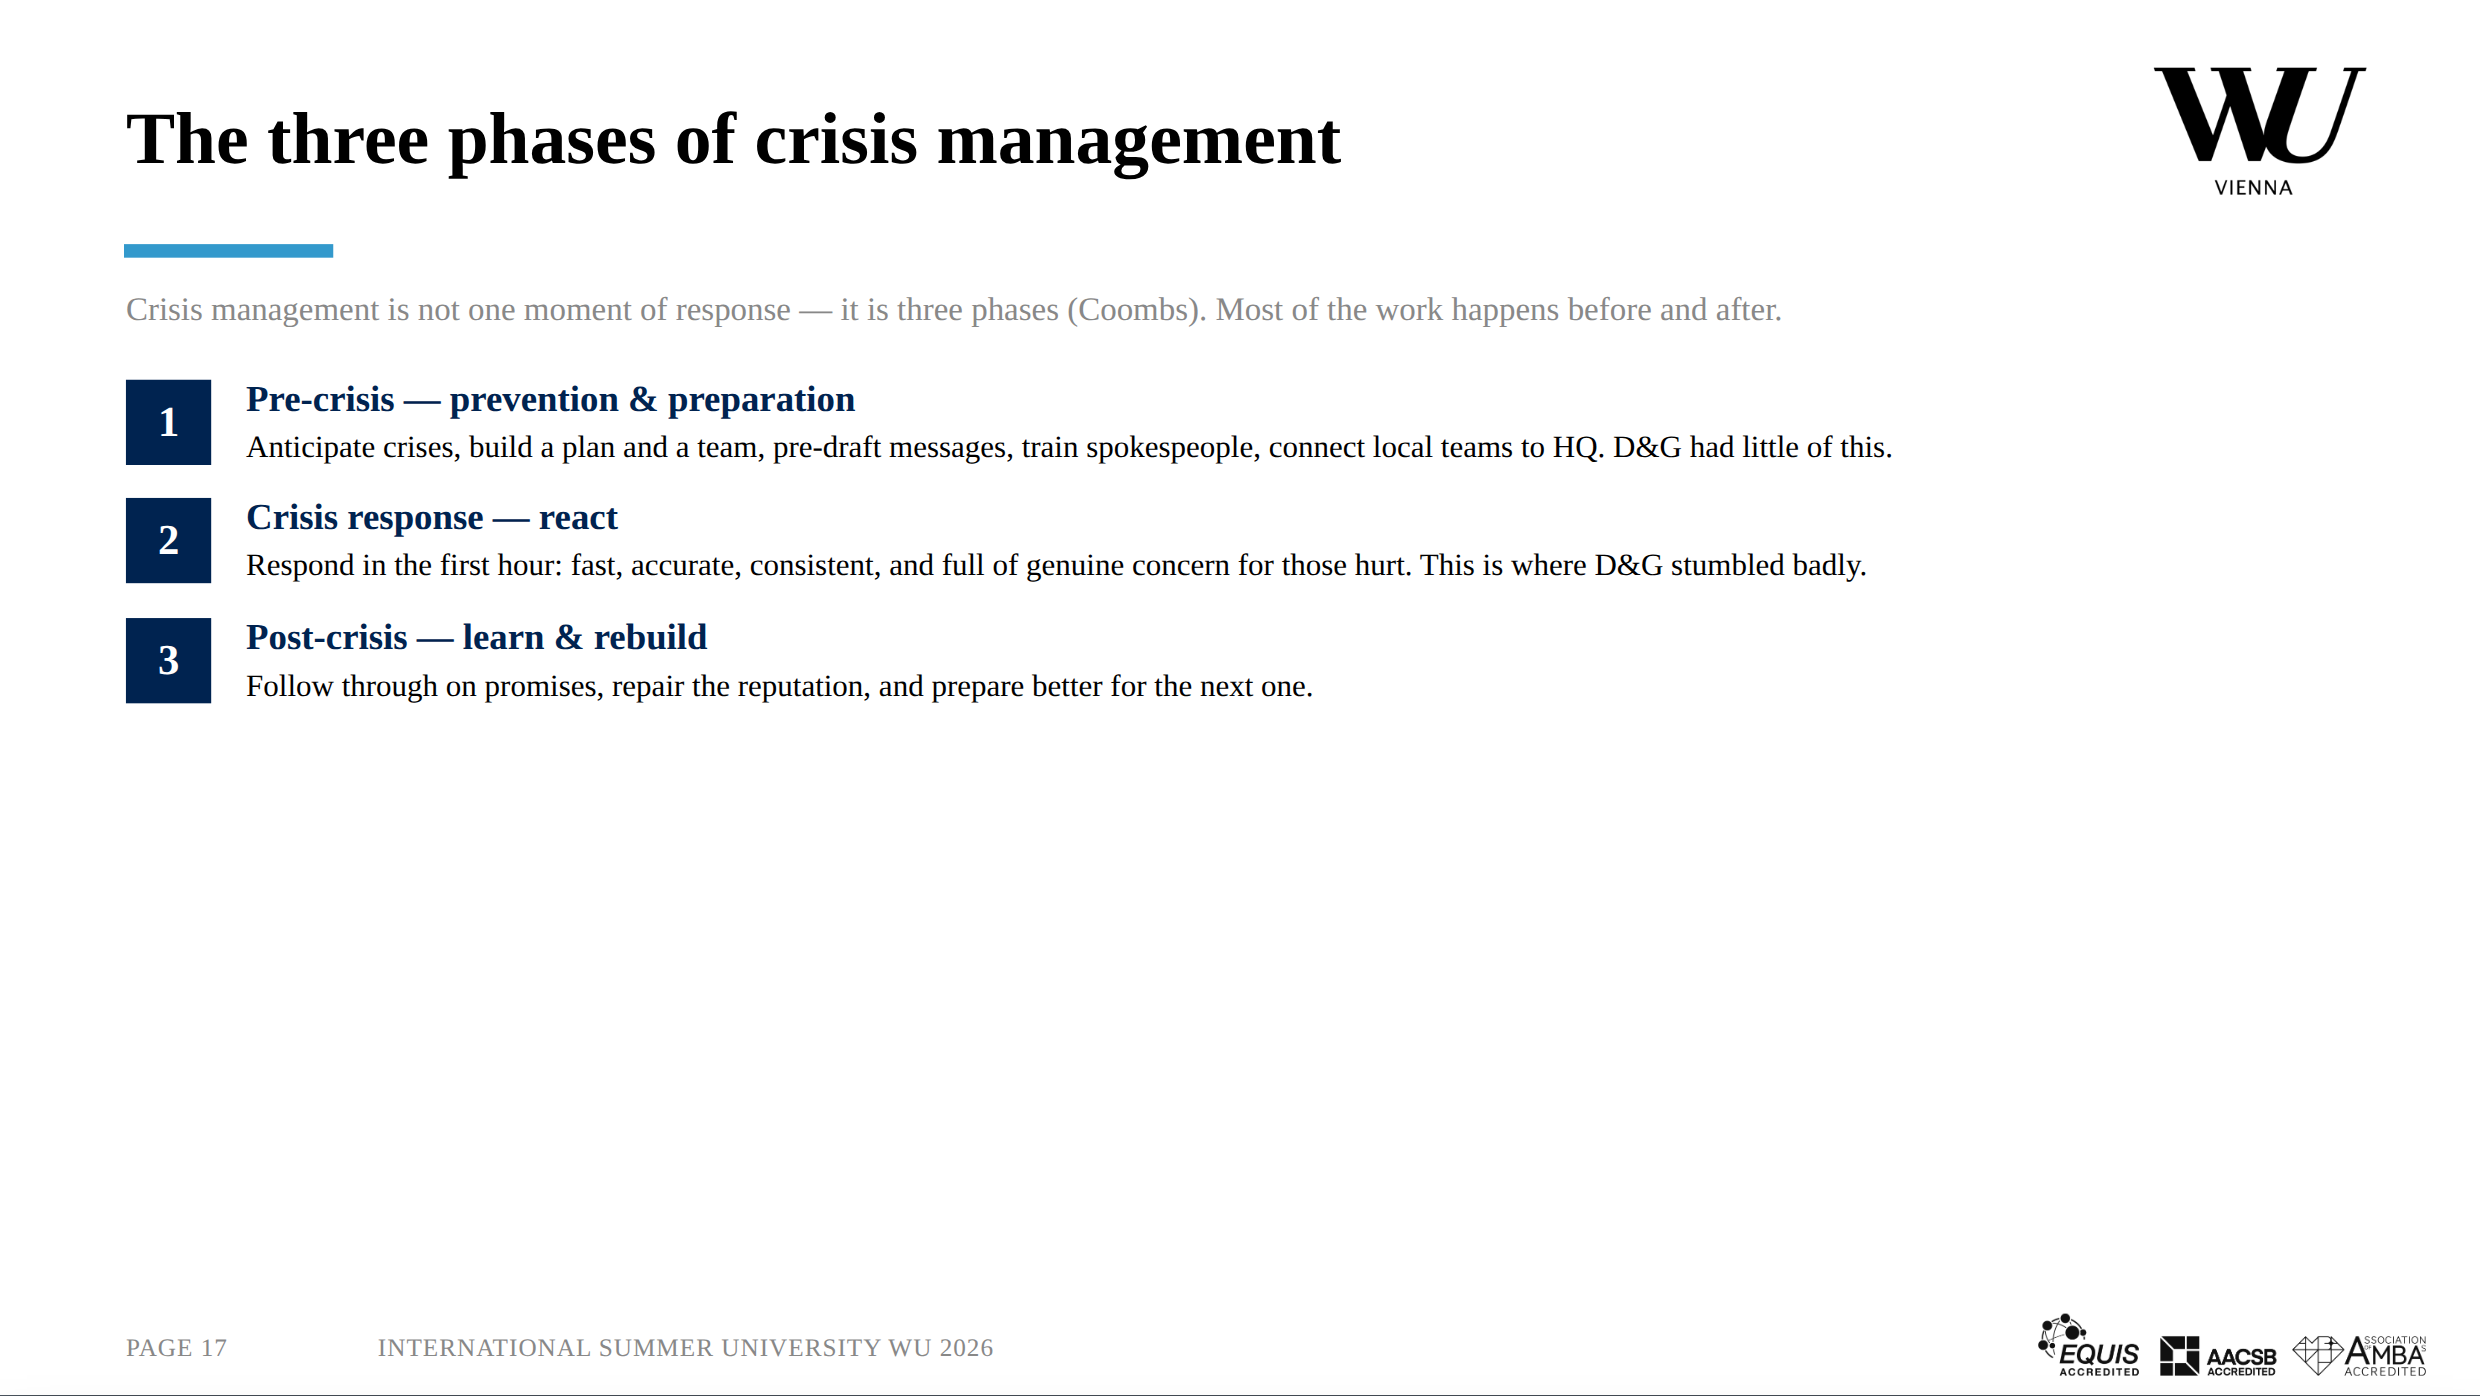 The three phases of crisis management
WU
VIENNA
Crisis management is not one moment of response — it is three phases (Coombs). Most of the work happens before and after.
1
Pre-crisis — prevention & preparation
Anticipate crises, build a plan and a team, pre-draft messages, train spokespeople, connect local teams to HQ. D&G had little of this.
2
Crisis response — react
Respond in the first hour: fast, accurate, consistent, and full of genuine concern for those hurt. This is where D&G stumbled badly.
3
Post-crisis — learn & rebuild
Follow through on promises, repair the reputation, and prepare better for the next one.
PAGE 17
INTERNATIONAL SUMMER UNIVERSITY WU 2026
EQUIS
ACCREDITED
AACSB
ACCREDITED
ASSOCIATION
OF
AMBAS
ACCREDITED